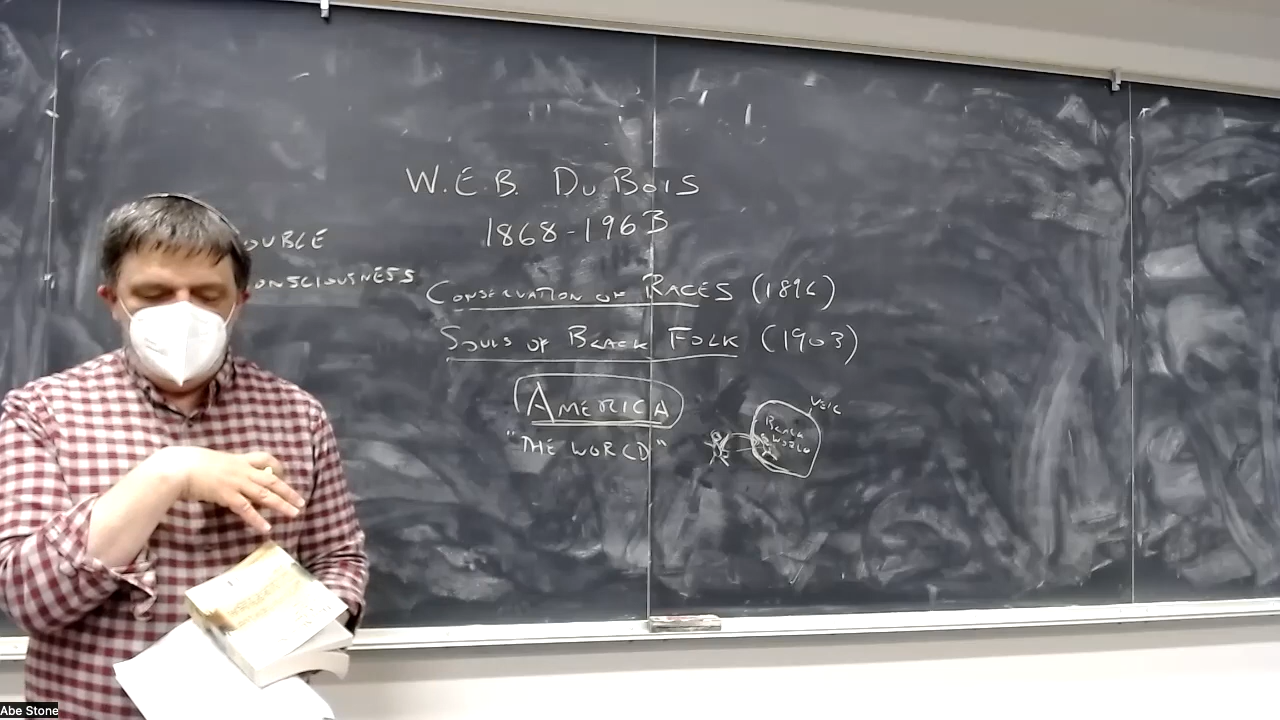 W.E.B. DU BOIS
1868-1963
OUBLE
ONSCIOUSNESS
CONSERVATION OF RACES (1896)
SOULS OF BLACK FOLK (1903)
AMERICA
"THE WORLD"
VEIL
BLACK
WORLD
Abe Stone